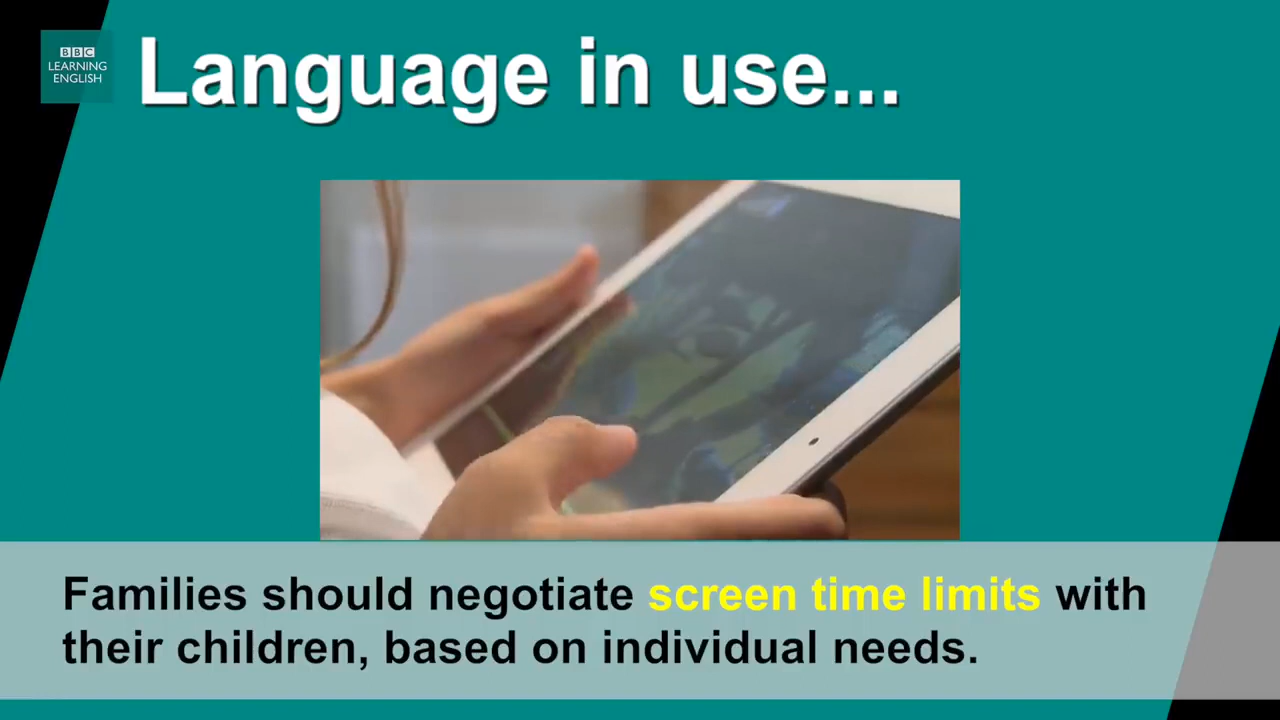 BBC
LEARNING
ENGLISH
Language in use...
Families should negotiate screen time limits with
their children, based on individual needs.